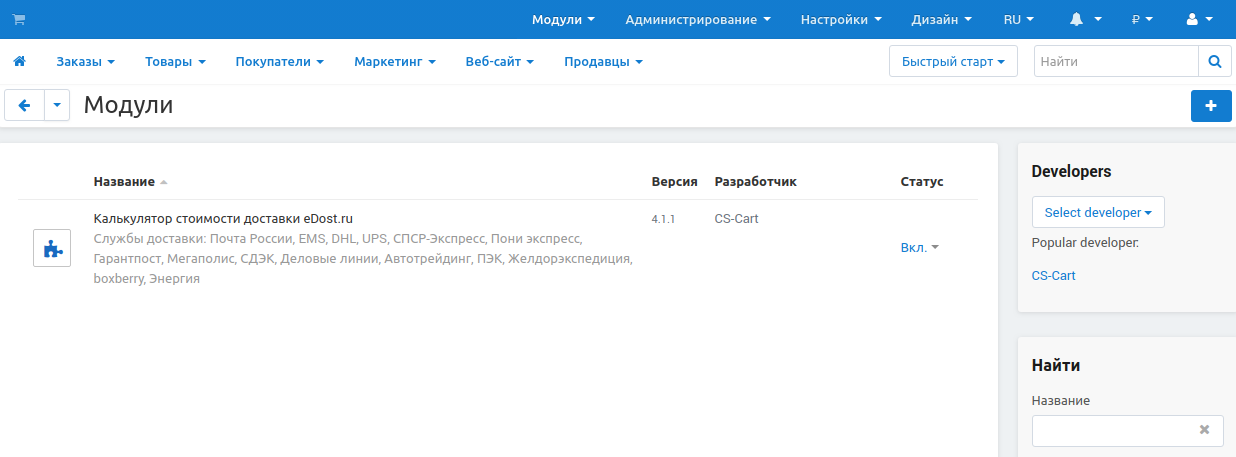 Модули Администрирование Настройки Дизайн RU ₽
Заказы Товары Покупатели Маркетинг Веб-сайт Продавцы Быстрый старт Найти
Модули
Название Версия Разработчик Статус
Калькулятор стоимости доставки eDost.ru 4.1.1 CS-Cart
Службы доставки: Почта России, EMS, DHL, UPS, СПСР-Экспресс, Пони экспресс,
Гарантпост, Мегаполис, СДЭК, Деловые линии, Автотрейдинг, ПЭК, Желдорэкспедиция,
boxberry, Энергия
Вкл.
Developers
Select developer
Popular developer:
CS-Cart
Найти
Название